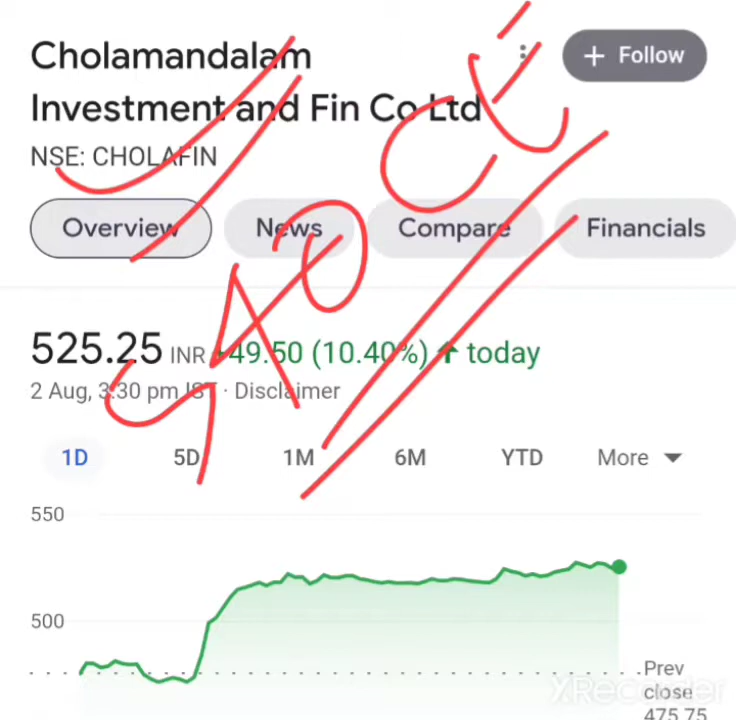 Cholamandalam
Investment and Fin Co Ltd
+ Follow
NSE: CHOLAFIN
Overview News Compare Financials
525.25 INR +49.50 (10.40%) ↑ today
2 Aug, 3:30 pm IST · Disclaimer
540 CE
1D 5D 1M 6M YTD More
550
500
Prev
close
475.75
XRecorder